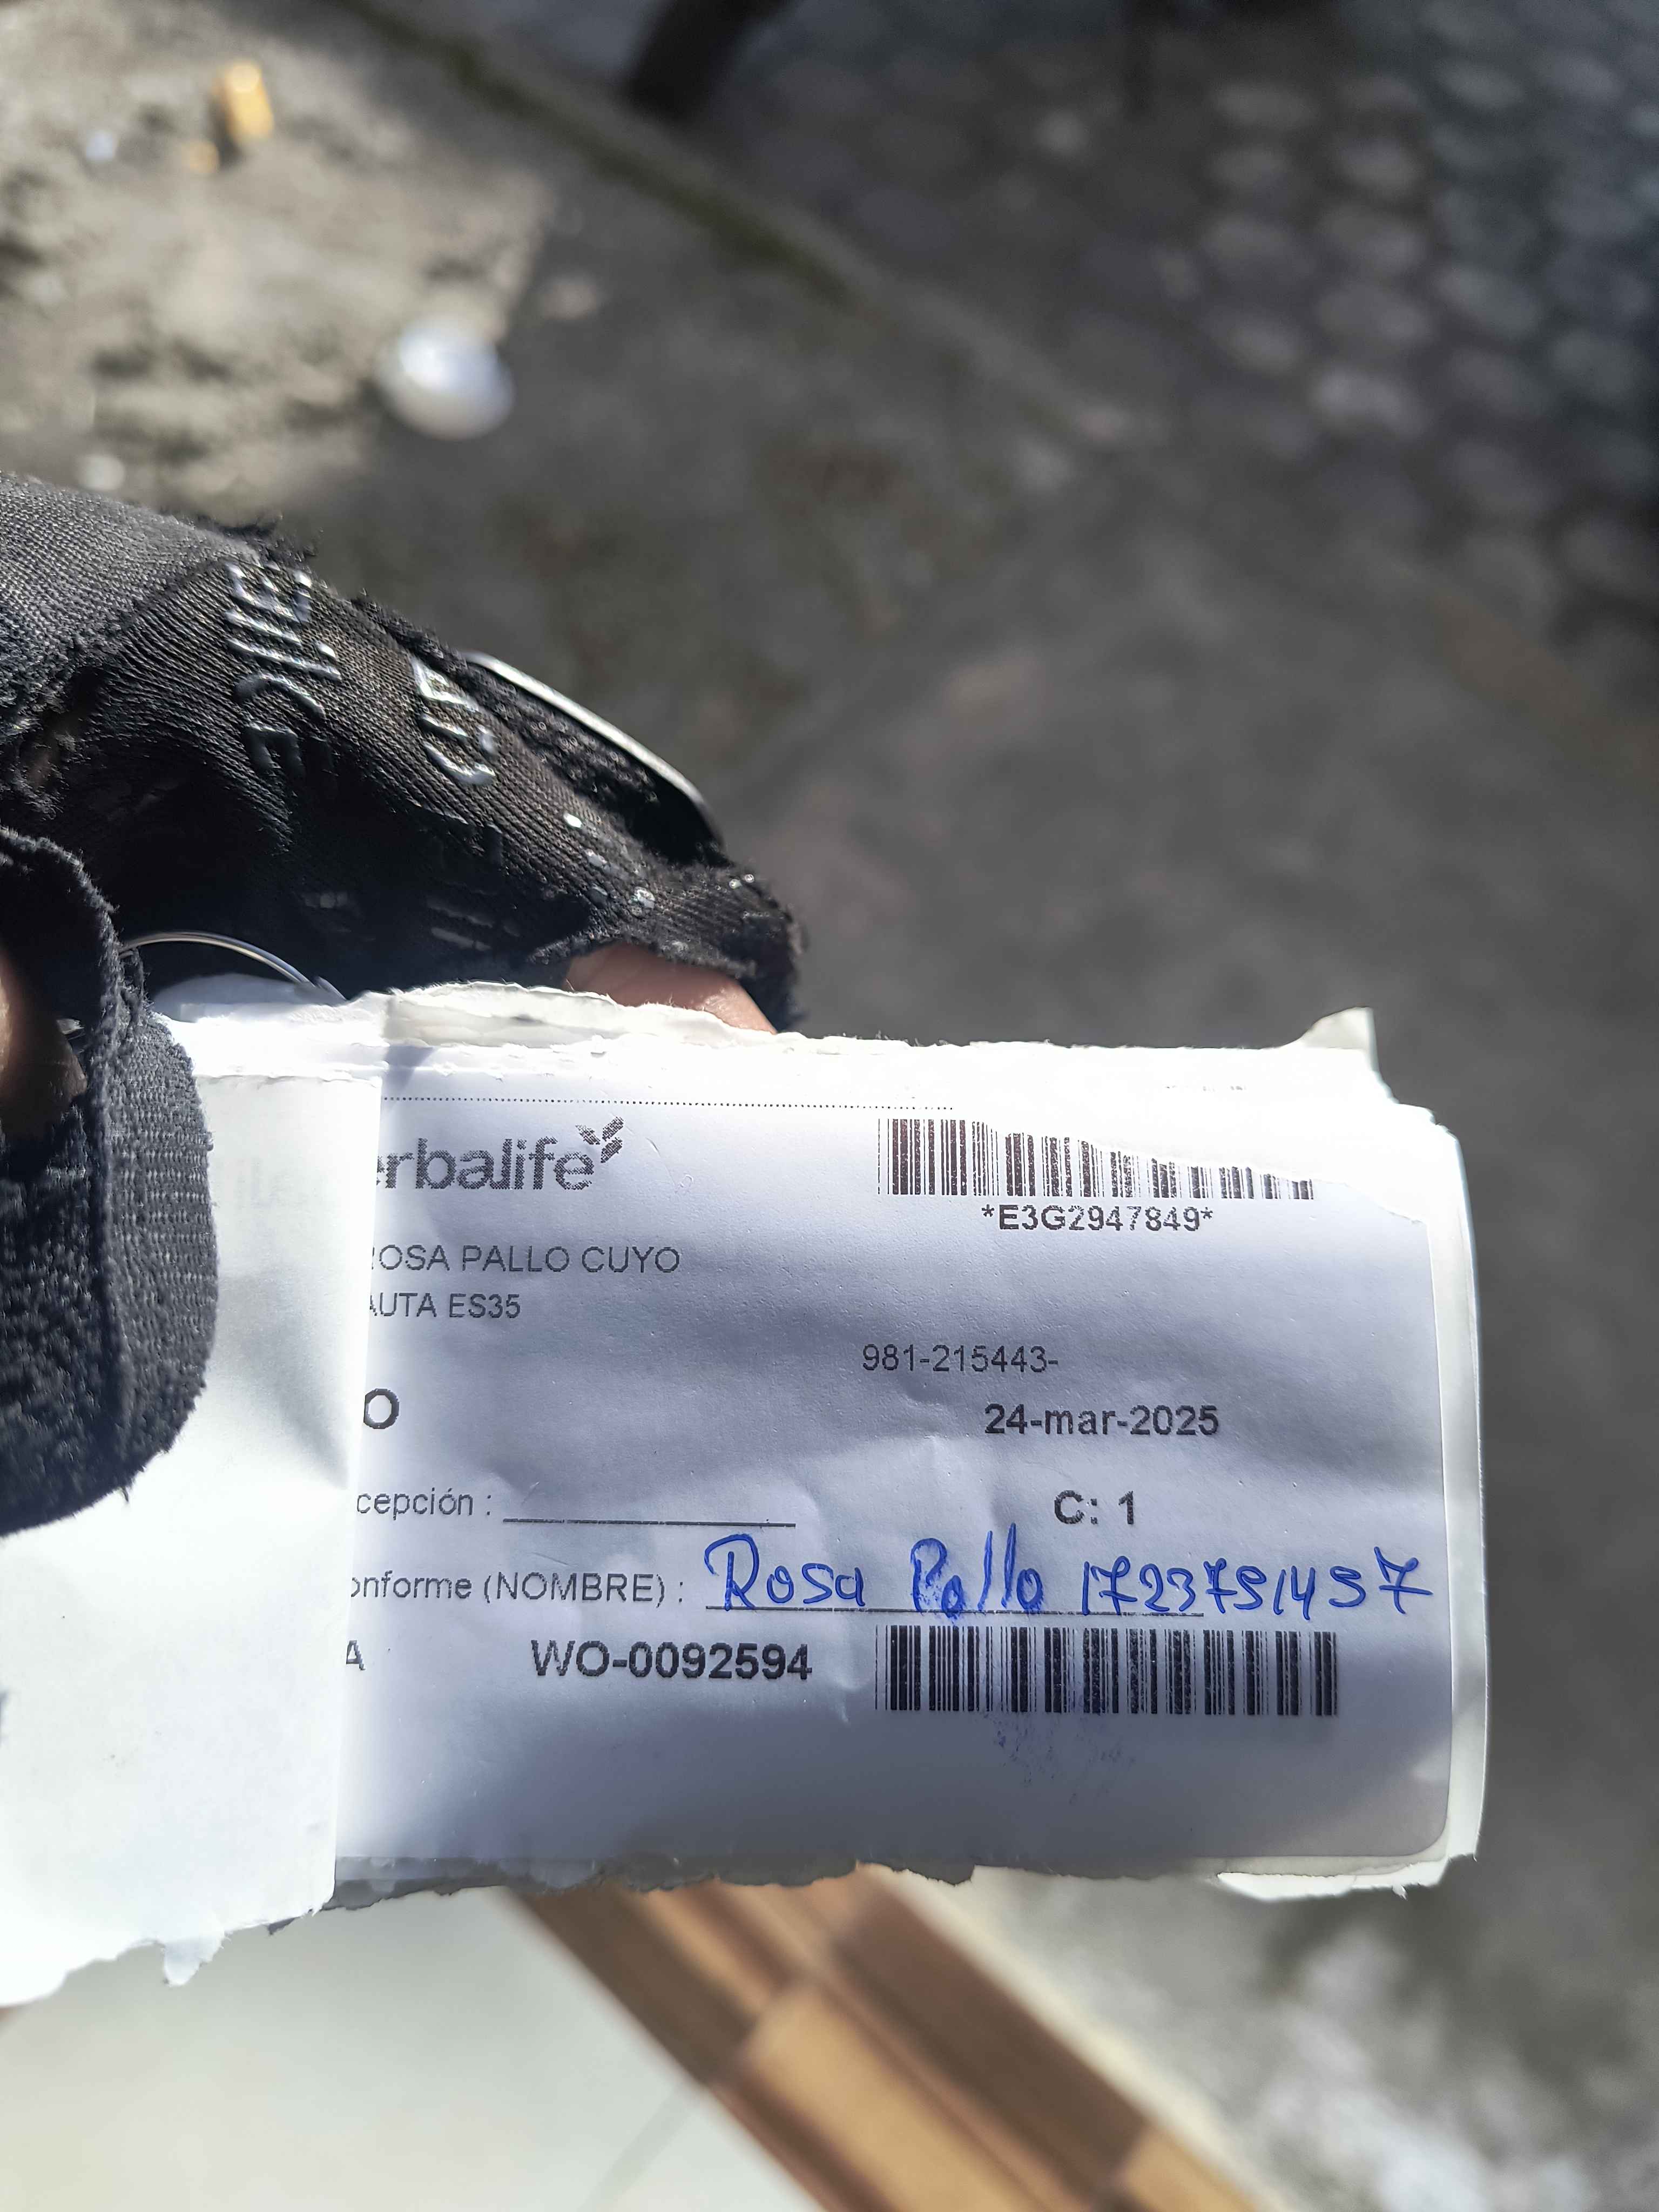 erbalife
*E3G2947849*
ROSA PALLO CUYO
AUTA ES35
981-215443-
O
24-mar-2025
cepción :
C: 1
onforme (NOMBRE) : Rosa Pallo 1723751457
A WO-0092594